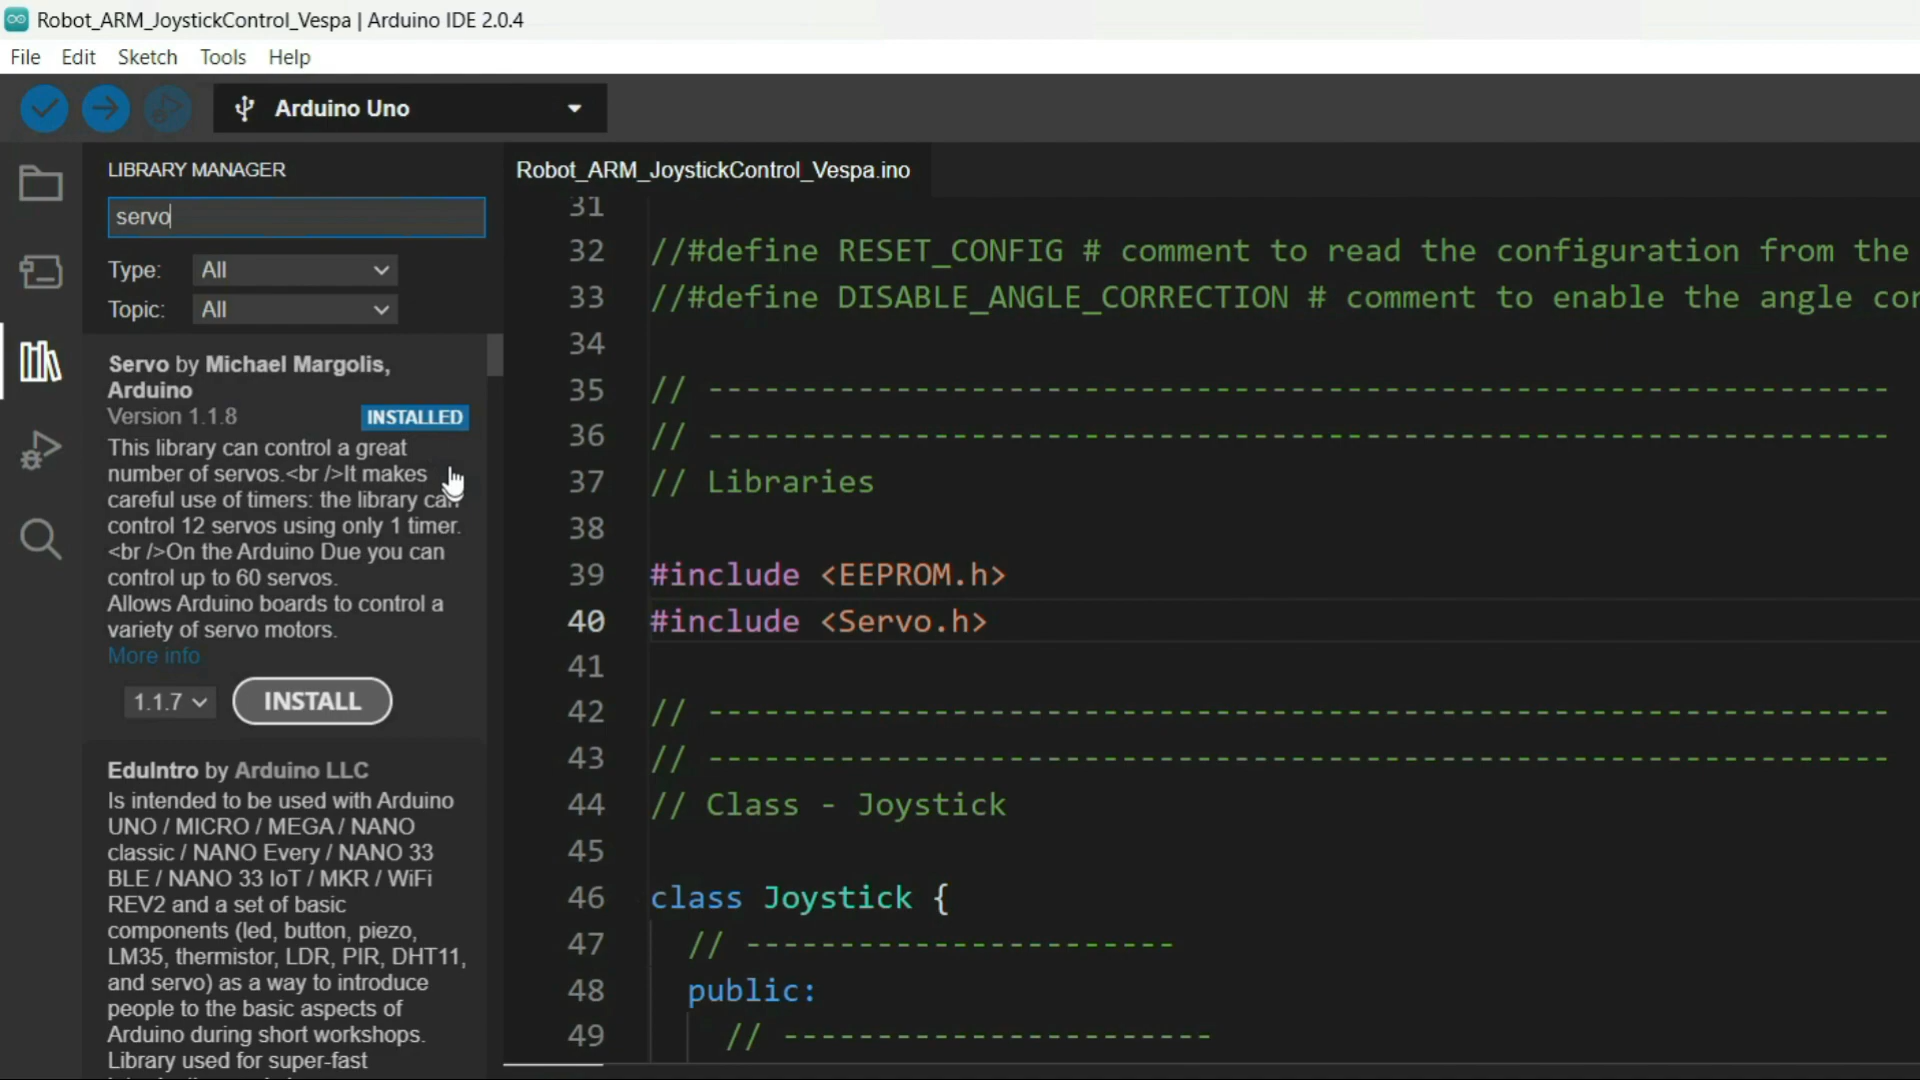 Robot_ARM_JoystickControl_Vespa | Arduino IDE 2.0.4
File Edit Sketch Tools Help
Arduino Uno
LIBRARY MANAGER
servo
Type: All
Topic: All
Servo by Michael Margolis,
Arduino
Version 1.1.8 INSTALLED
This library can control a great
number of servos.<br />It makes
careful use of timers: the library can
control 12 servos using only 1 timer.
<br />On the Arduino Due you can
control up to 60 servos.
Allows Arduino boards to control a
variety of servo motors.
More info
1.1.7 INSTALL
EduIntro by Arduino LLC
Is intended to be used with Arduino
UNO / MICRO / MEGA / NANO
classic / NANO Every / NANO 33
BLE / NANO 33 IoT / MKR / WiFi
REV2 and a set of basic
components (led, button, piezo,
LM35, thermistor, LDR, PIR, DHT11,
and servo) as a way to introduce
people to the basic aspects of
Arduino during short workshops.
Library used for super-fast
Robot_ARM_JoystickControl_Vespa.ino
31
32 //#define RESET_CONFIG # comment to read the configuration from the
33 //#define DISABLE_ANGLE_CORRECTION # comment to enable the angle
34
35 // ---------------------------------------------------------------
36 // ---------------------------------------------------------------
37 // Libraries
38
39 #include <EEPROM.h>
40 #include <Servo.h>
41
42 // ---------------------------------------------------------------
43 // ---------------------------------------------------------------
44 // Class - Joystick
45
46 class Joystick {
47 // -----------------------
48 public:
49 // -----------------------